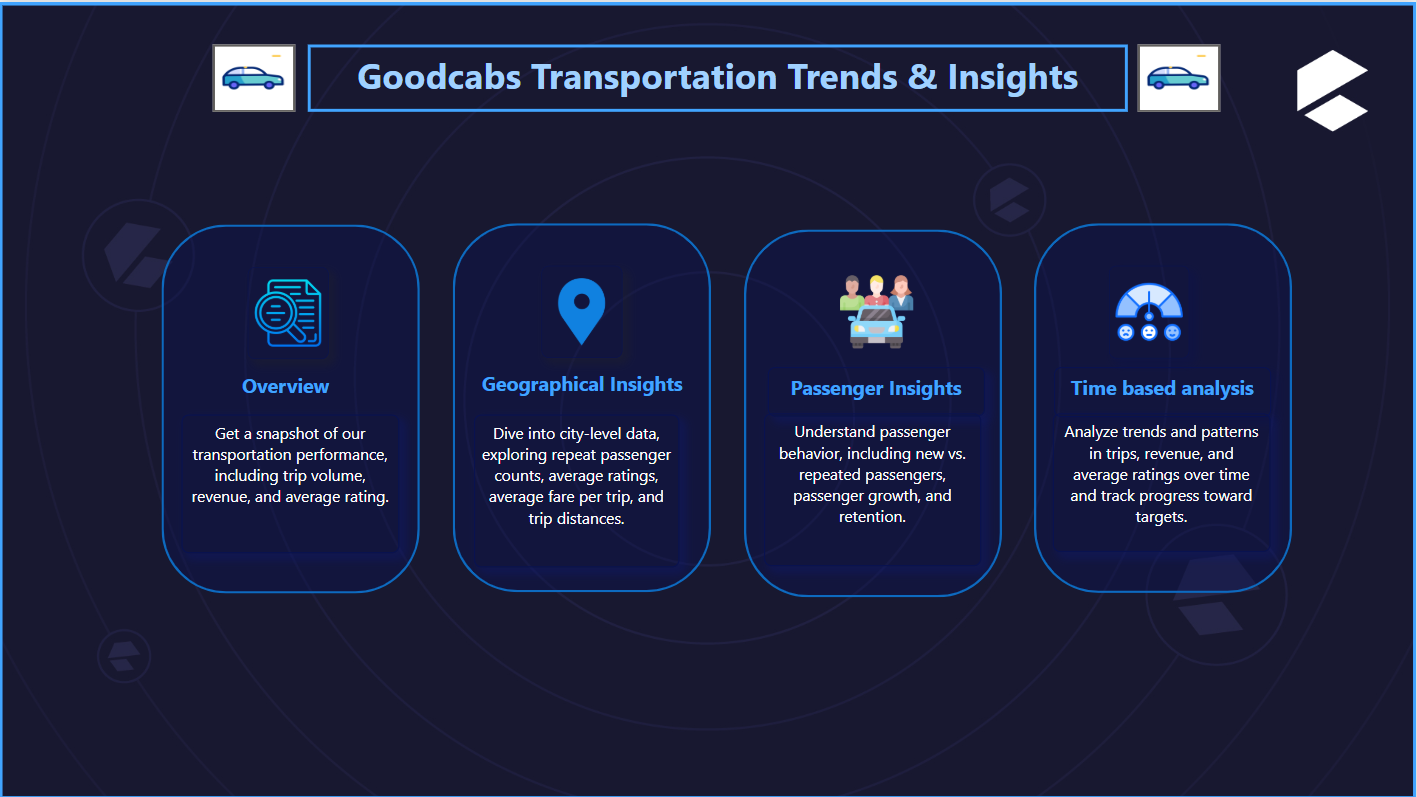 Goodcabs Transportation Trends & Insights
Overview
Get a snapshot of our
transportation performance,
including trip volume,
revenue, and average rating.
Geographical Insights
Dive into city-level data,
exploring repeat passenger
counts, average ratings,
average fare per trip, and
trip distances.
Passenger Insights
Understand passenger
behavior, including new vs.
repeated passengers,
passenger growth, and
retention.
Time based analysis
Analyze trends and patterns
in trips, revenue, and
average ratings over time
and track progress toward
targets.